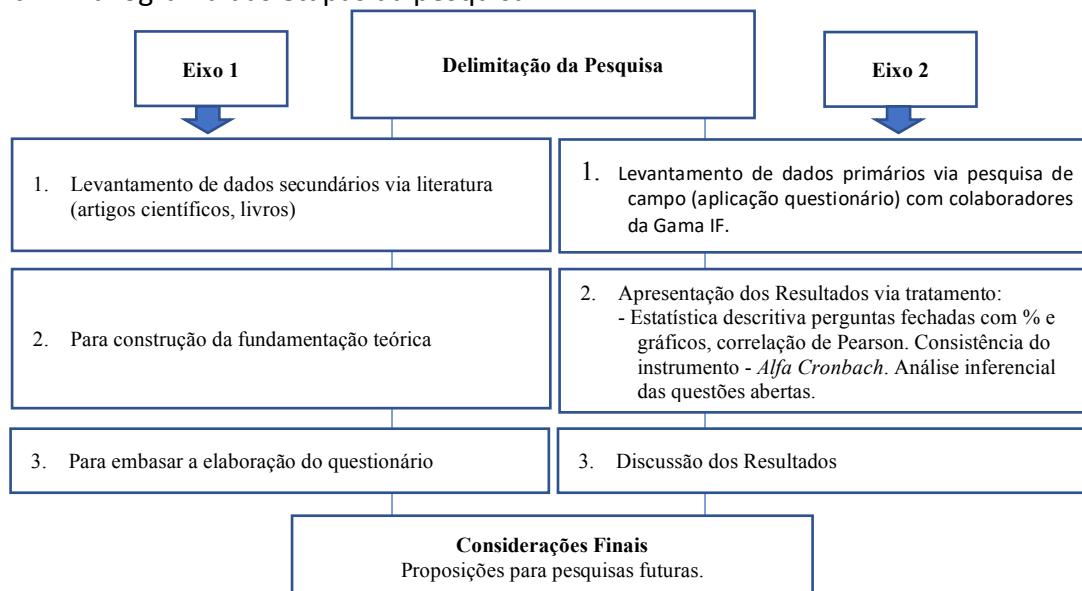 Eixo 1
Delimitação da Pesquisa
Eixo 2
1. Levantamento de dados secundários via literatura
(artigos científicos, livros)
1. Levantamento de dados primários via pesquisa de
campo (aplicação questionário) com colaboradores
da Gama IF.
2. Para construção da fundamentação teórica
2. Apresentação dos Resultados via tratamento:
- Estatística descritiva perguntas fechadas com % e
gráficos, correlação de Pearson. Consistência do
instrumento - Alfa Cronbach. Análise inferencial
das questões abertas.
3. Para embasar a elaboração do questionário
3. Discussão dos Resultados
Considerações Finais
Proposições para pesquisas futuras.